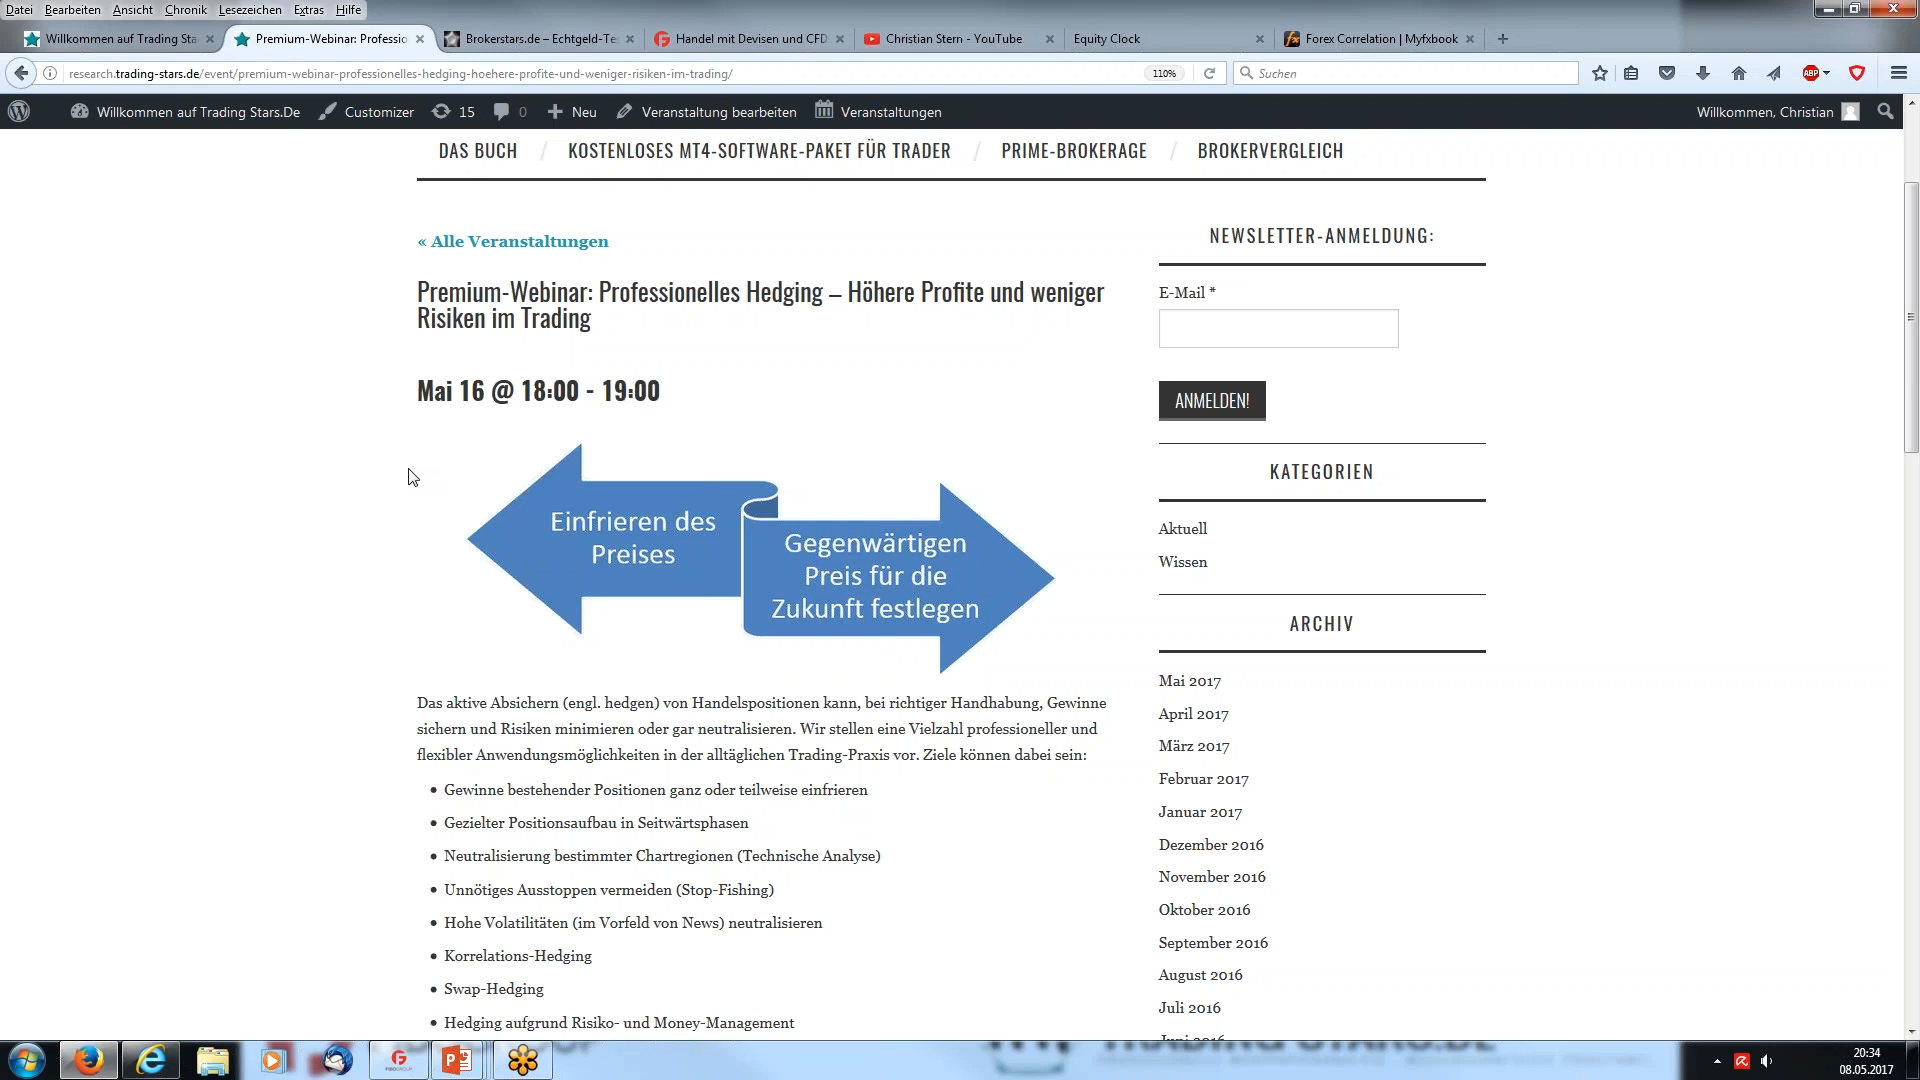 Datei Bearbeiten Ansicht Chronik Lesezeichen Extras Hilfe
Willkommen auf Trading Sta
Premium-Webinar: Professio
Brokerstars.de – Echtgeld-Te
Handel mit Devisen und CFD
Christian Stern - YouTube
Equity Clock
Forex Correlation | Myfxbook
research.trading-stars.de/event/premium-webinar-professionelles-hedging-hoehere-profite-und-weniger-risiken-im-trading/
110%
Suchen
ABP
Willkommen auf Trading Stars.De
Customizer
15
0
Neu
Veranstaltung bearbeiten
Veranstaltungen
Willkommen, Christian
DAS BUCH / KOSTENLOSES MT4-SOFTWARE-PAKET FÜR TRADER / PRIME-BROKERAGE / BROKERVERGLEICH
« Alle Veranstaltungen
Premium-Webinar: Professionelles Hedging – Höhere Profite und weniger
Risiken im Trading
Mai 16 @ 18:00 - 19:00
Einfrieren des
Preises
Gegenwärtigen
Preis für die
Zukunft festlegen
Das aktive Absichern (engl. hedgen) von Handelspositionen kann, bei richtiger Handhabung, Gewinne
sichern und Risiken minimieren oder gar neutralisieren. Wir stellen eine Vielzahl professioneller und
flexibler Anwendungsmöglichkeiten in der alltäglichen Trading-Praxis vor. Ziele können dabei sein:
• Gewinne bestehender Positionen ganz oder teilweise einfrieren
• Gezielter Positionsaufbau in Seitwärtsphasen
• Neutralisierung bestimmter Chartregionen (Technische Analyse)
• Unnötiges Ausstoppen vermeiden (Stop-Fishing)
• Hohe Volatilitäten (im Vorfeld von News) neutralisieren
• Korrelations-Hedging
• Swap-Hedging
• Hedging aufgrund Risiko- und Money-Management
NEWSLETTER-ANMELDUNG:
E-Mail *
ANMELDEN!
KATEGORIEN
Aktuell
Wissen
ARCHIV
Mai 2017
April 2017
März 2017
Februar 2017
Januar 2017
Dezember 2016
November 2016
Oktober 2016
September 2016
August 2016
Juli 2016
Juni 2016
20:34
08.05.2017